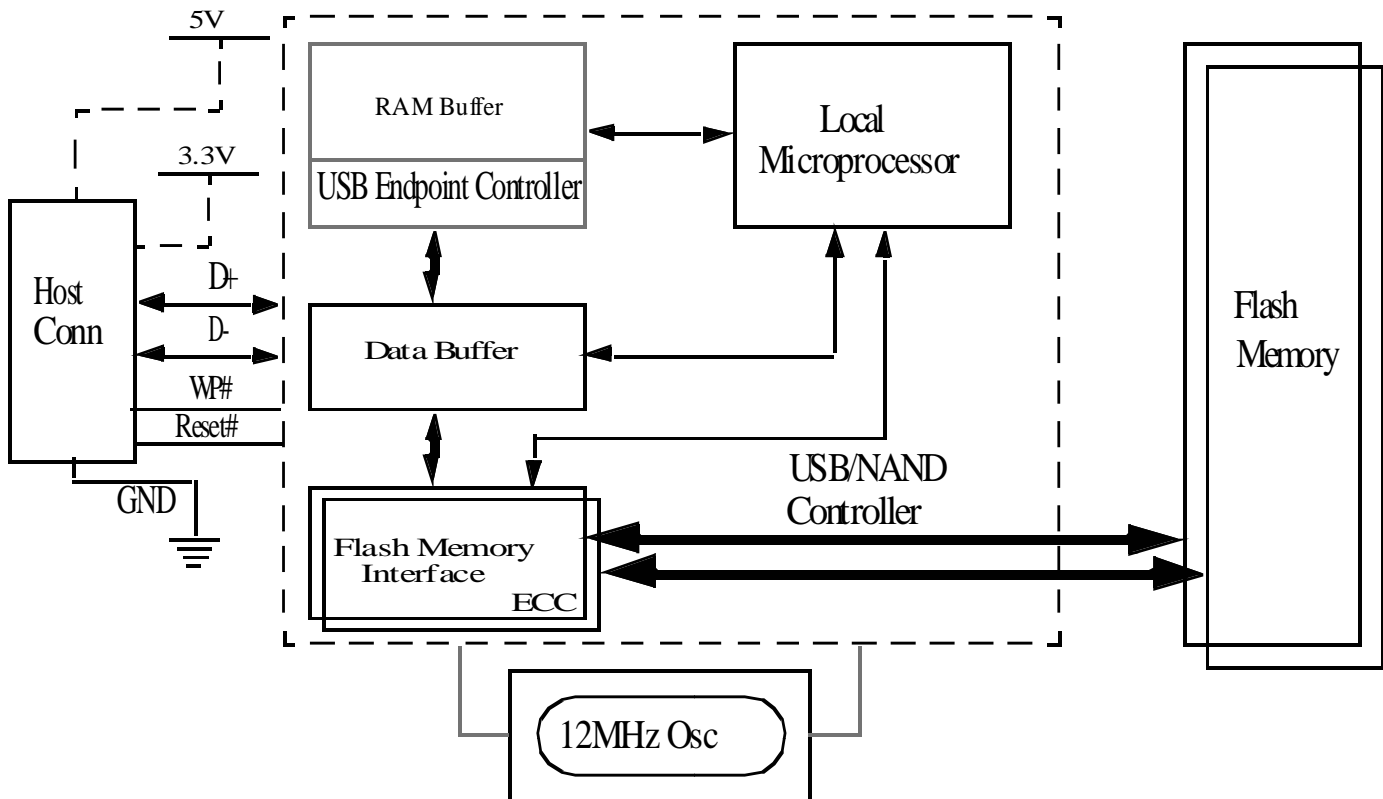 5V
3.3V
RAM Buffer
USB Endpoint Controller
Local
Microprocessor
Host
Conn
D+
D-
WP#
Reset#
GND
Data Buffer
Flash Memory
Interface
ECC
USB/NAND
Controller
Flash
Memory
12MHz Osc